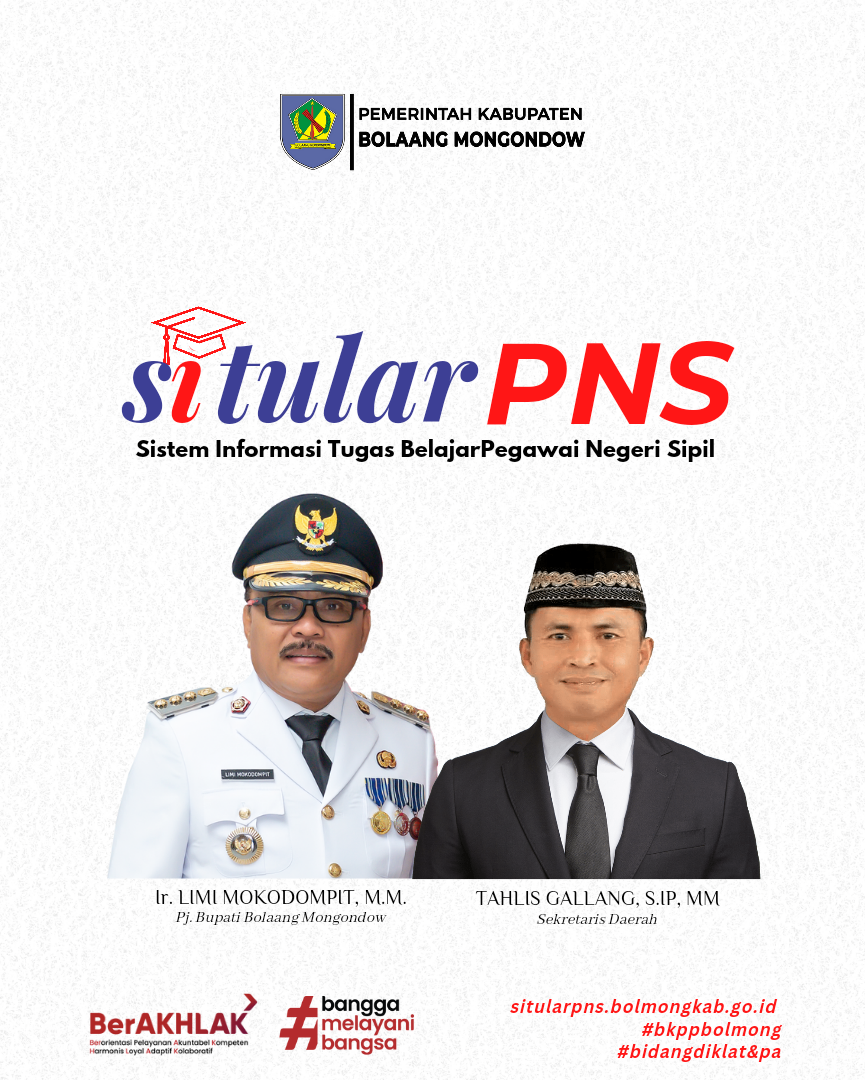 PEMERINTAH KABUPATEN
BOLAANG MONGONDOW
sitular PNS
Sistem Informasi Tugas BelajarPegawai Negeri Sipil
LIMI MOKODOMPIT
Ir. LIMI MOKODOMPIT, M.M.
Pj. Bupati Bolaang Mongondow
TAHLIS GALLANG, S.IP, MM
Sekretaris Daerah
BerAKHLAK
Berorientasi Pelayanan Akuntabel Kompeten
Harmonis Loyal Adaptif Kolaboratif
#bangga
melayani
bangsa
sitularpns.bolmongkab.go.id
#bkppbolmong
#bidangdiklat&pa